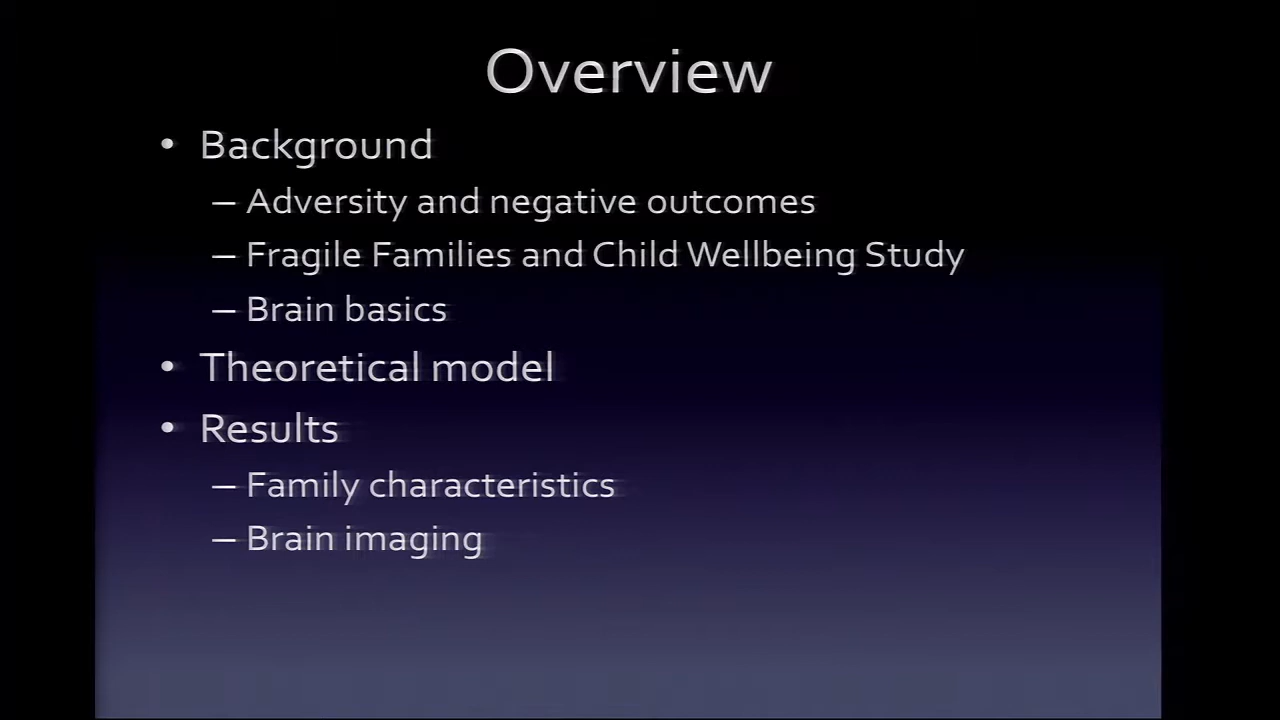 Overview
• Background
– Adversity and negative outcomes
– Fragile Families and Child Wellbeing Study
– Brain basics
• Theoretical model
• Results
– Family characteristics
– Brain imaging